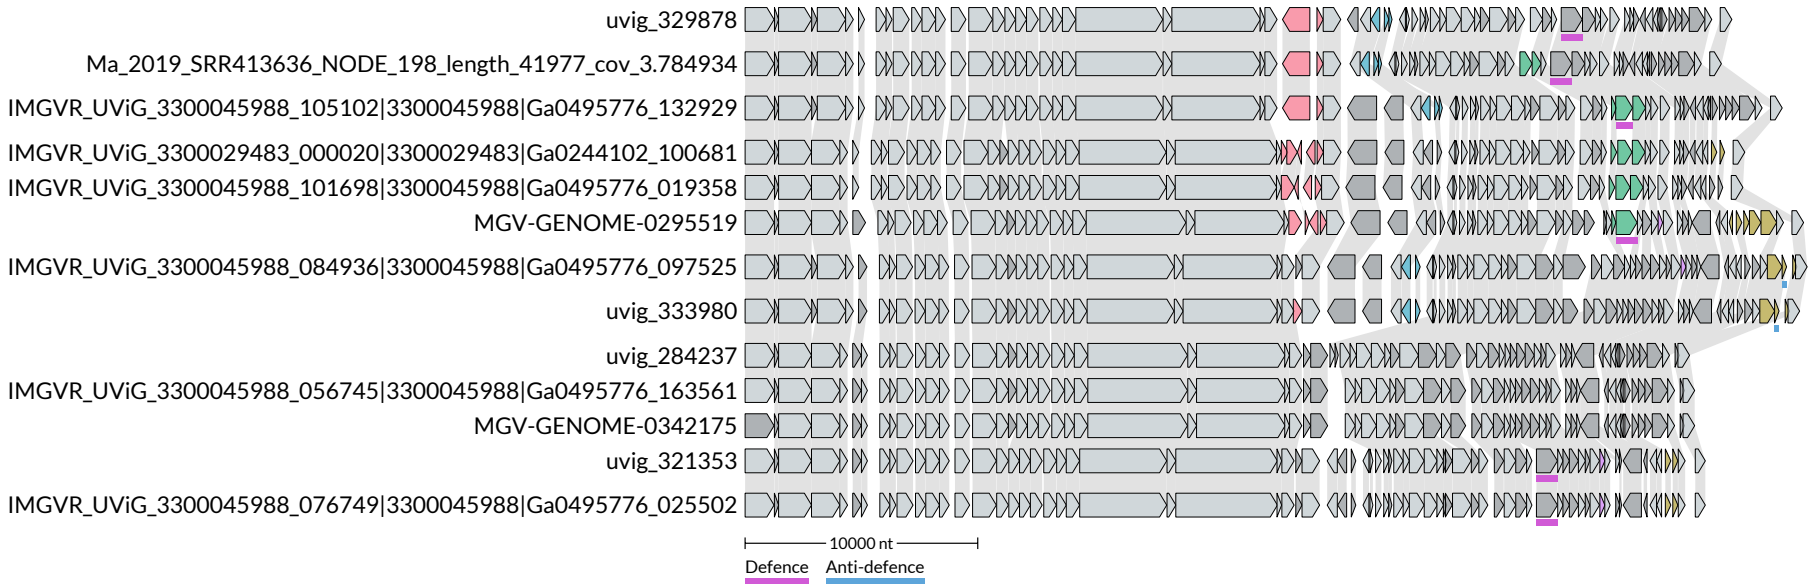 uvig_329878
Ma_2019_SRR413636_NODE_198_length_41977_cov_3.784934
IMGVR_UViG_3300045988_105102|3300045988|Ga0495776_132929
IMGVR_UViG_3300029483_000020|3300029483|Ga0244102_100681
IMGVR_UViG_3300045988_101698|3300045988|Ga0495776_019358
MGV-GENOME-0295519
IMGVR_UViG_3300045988_084936|3300045988|Ga0495776_097525
uvig_333980
uvig_284237
IMGVR_UViG_3300045988_056745|3300045988|Ga0495776_163561
MGV-GENOME-0342175
uvig_321353
IMGVR_UViG_3300045988_076749|3300045988|Ga0495776_025502
10000 nt
Defence Anti-defence